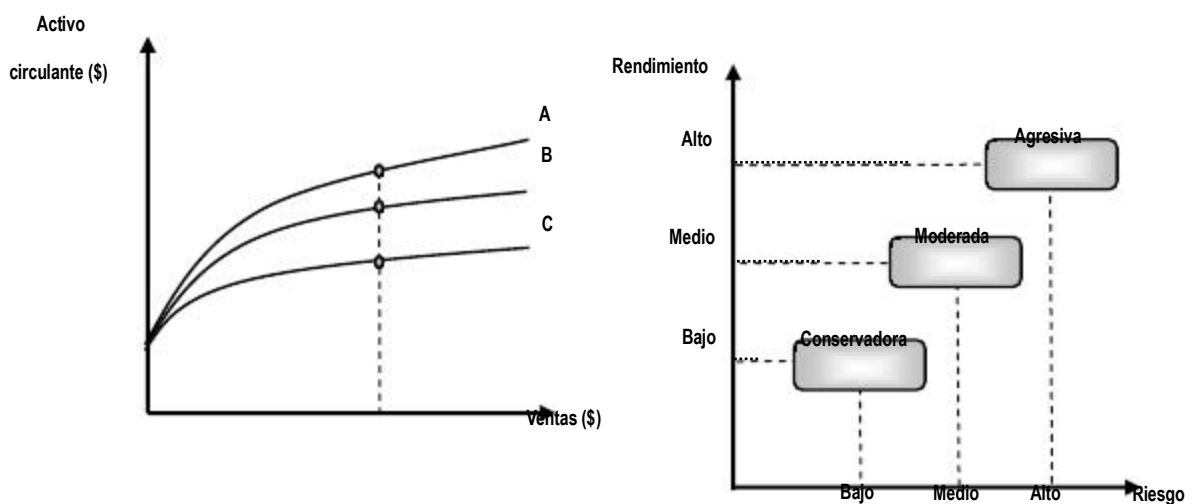 Activo
circulante ($)
A
B
C
Ventas ($)
Rendimiento
Alto
Agresiva
Medio
Moderada
Bajo
Conservadora
Bajo
Medio
Alto
Riesgo